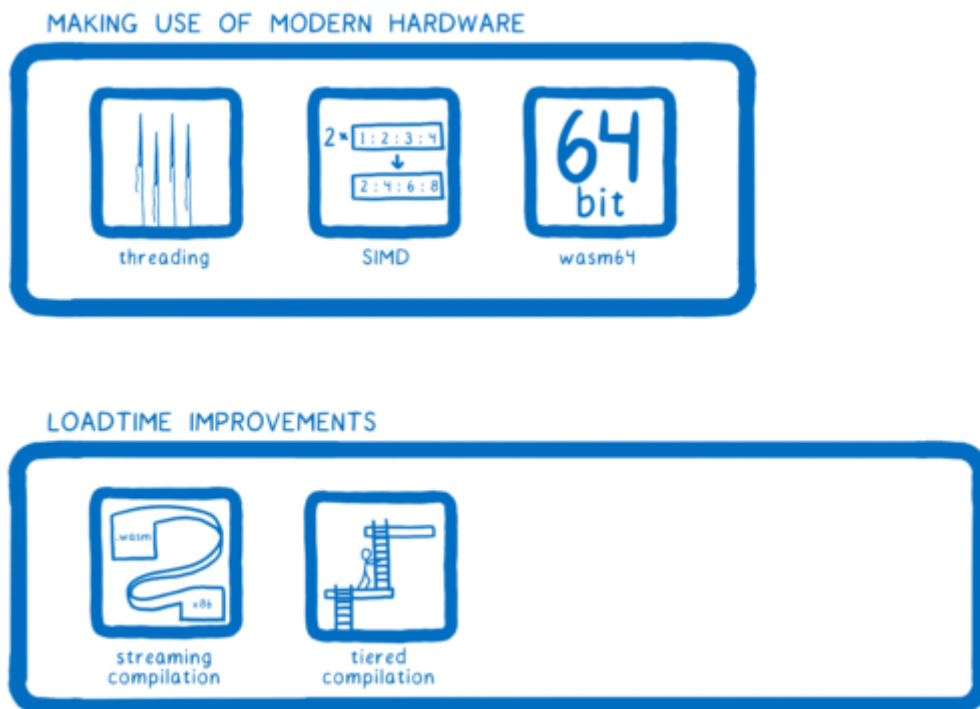 MAKING USE OF MODERN HARDWARE
2× 1:2:3:4
2:4:6:8
64
bit
threading
SIMD
wasm64
LOADTIME IMPROVEMENTS
.wasm
x86
streaming
compilation
tiered
compilation